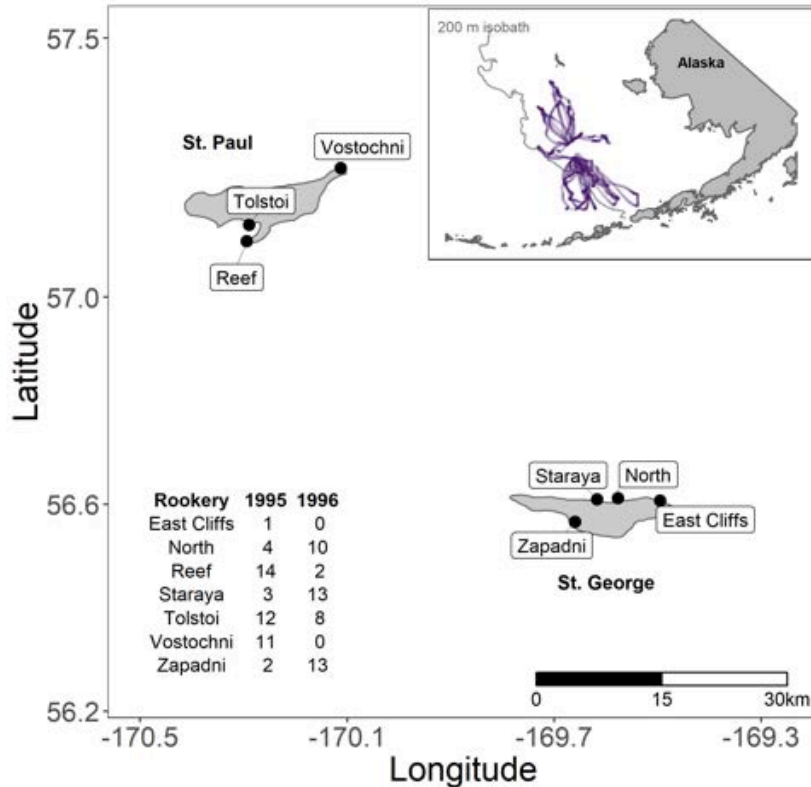 57.5
57.0
56.6
56.2
Latitude
200 m isobath
Alaska
St. Paul
Vostochni
Tolstoi
Reef
Staraya
North
Zapadni
East Cliffs
St. George
Rookery 1995 1996
East Cliffs 1 0
North 4 10
Reef 14 2
Staraya 3 13
Tolstoi 12 8
Vostochni 11 0
Zapadni 2 13
0 15 30km
-170.5 -170.1 -169.7 -169.3
Longitude